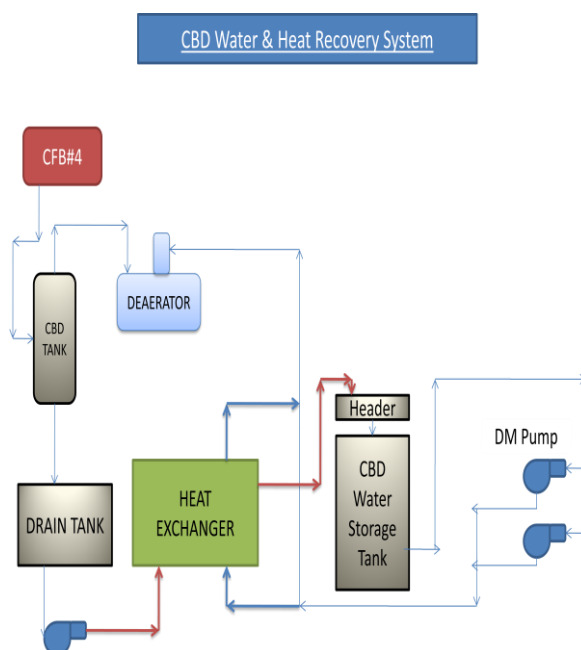 CBD Water & Heat Recovery System
CFB#4
CBD
TANK
DEAERATOR
Header
DM Pump
CBD
Water
Storage
Tank
HEAT
EXCHANGER
DRAIN TANK